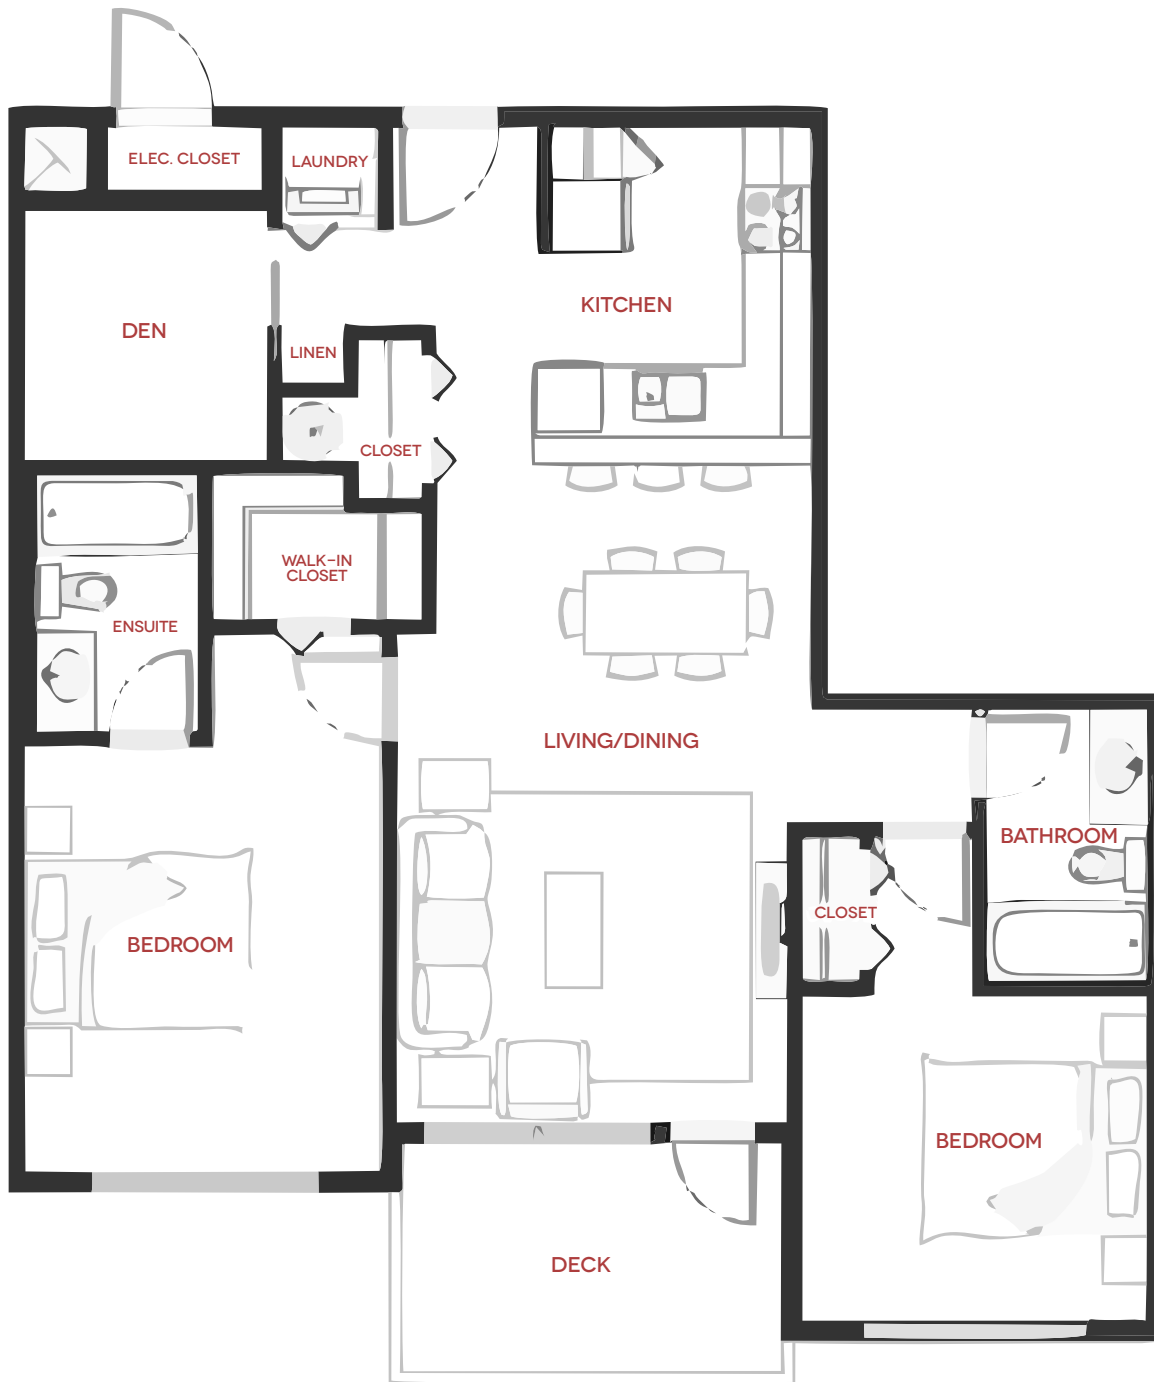 ELEC. CLOSET
LAUNDRY
KITCHEN
DEN
LINEN
CLOSET
WALK-IN
CLOSET
ENSUITE
LIVING/DINING
BATHROOM
CLOSET
BEDROOM
BEDROOM
DECK